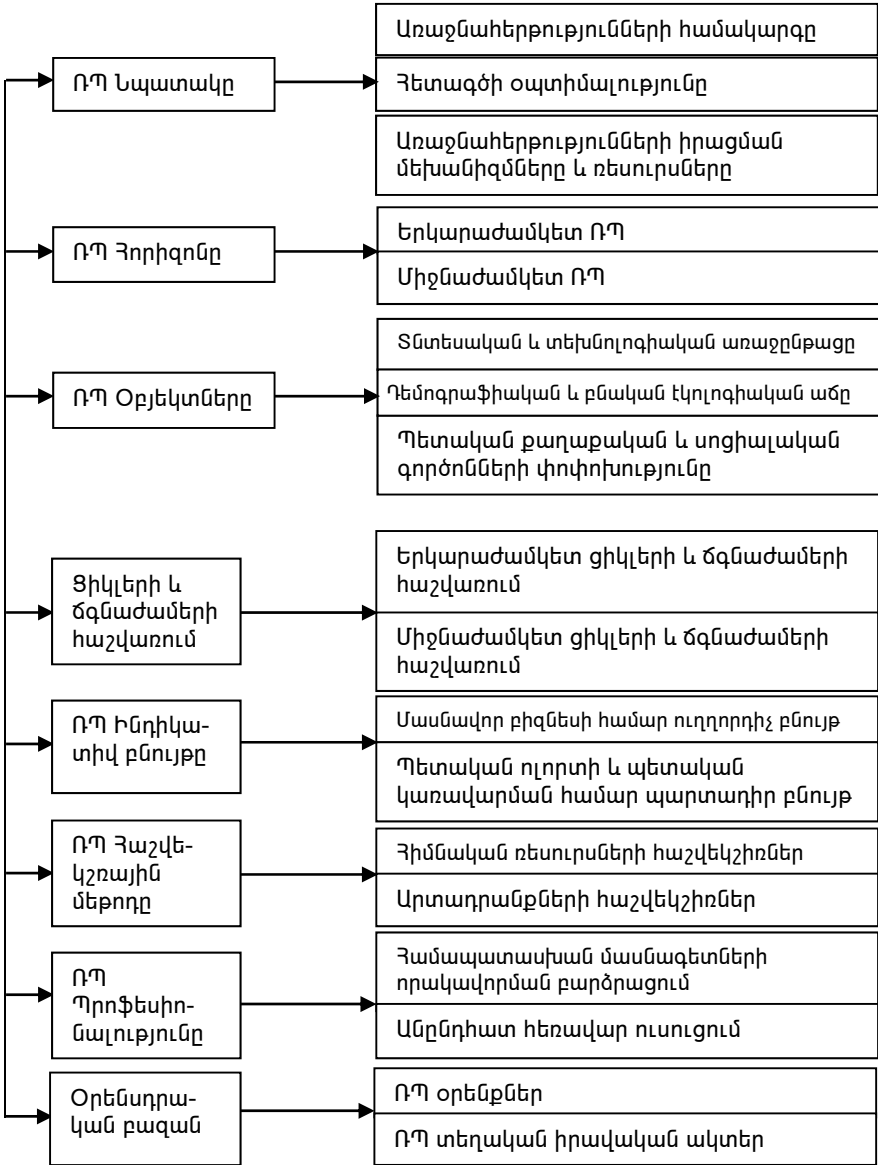 Առաջնահերթությունների համակարգը
ՌՊ Նպատակը
Հետագծի օպտիմալությունը
Առաջնահերթությունների իրացման
մեխանիզմները և ռեսուրսները
ՌՊ Հորիզոնը
Երկարաժամկետ ՌՊ
Միջնաժամկետ ՌՊ
ՌՊ Օբյեկտները
Տնտեսական և տեխնոլոգիական առաջընթացը
Դեմոգրաֆիական և բնական էկոլոգիական աճը
Պետական քաղաքական և սոցիալական
գործոնների փոփոխությունը
Ցիկլերի և
ճգնաժամերի
հաշվառում
Երկարաժամկետ ցիկլերի և ճգնաժամերի
հաշվառում
Միջնաժամկետ ցիկլերի և ճգնաժամերի
հաշվառում
ՌՊ Ինդիկա-
տիվ բնույթը
Մասնավոր բիզնեսի համար ուղղորդիչ բնույթ
Պետական ոլորտի և պետական
կառավարման համար պարտադիր բնույթ
ՌՊ Հաշվե-
կշռային
մեթոդը
Հիմնական ռեսուրսների հաշվեկշիռներ
Արտադրանքների հաշվեկշիռներ
ՌՊ
Պրոֆեսիո-
նալությունը
Համապատասխան մասնագետների
որակավորման բարձրացում
Անընդհատ հեռավար ուսուցում
Օրենսդրա-
կան բազան
ՌՊ օրենքներ
ՌՊ տեղական իրավական ակտեր